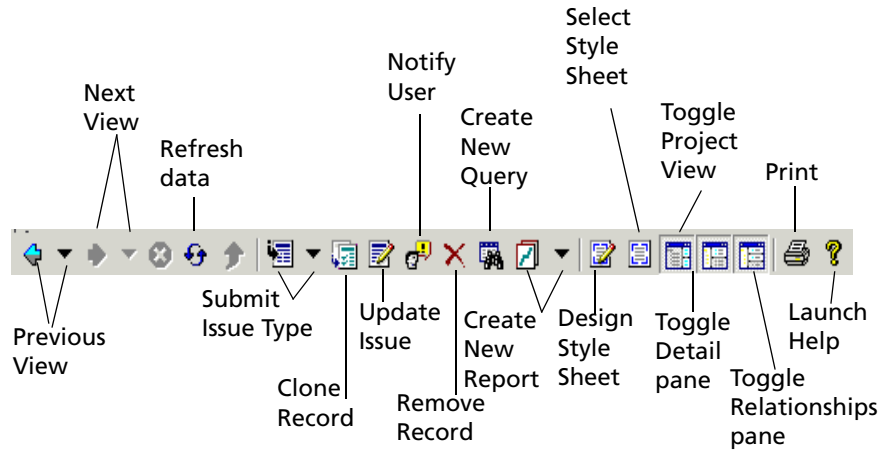 Select
Style
Sheet
Notify
User
Next
View
Create
New
Query
Toggle
Project
View
Refresh
data
Print
Previous
View
Submit
Issue Type
Clone
Record
Update
Issue
Remove
Record
Create
New
Report
Design
Style
Sheet
Toggle
Detail
pane
Toggle
Relationships
pane
Launch
Help